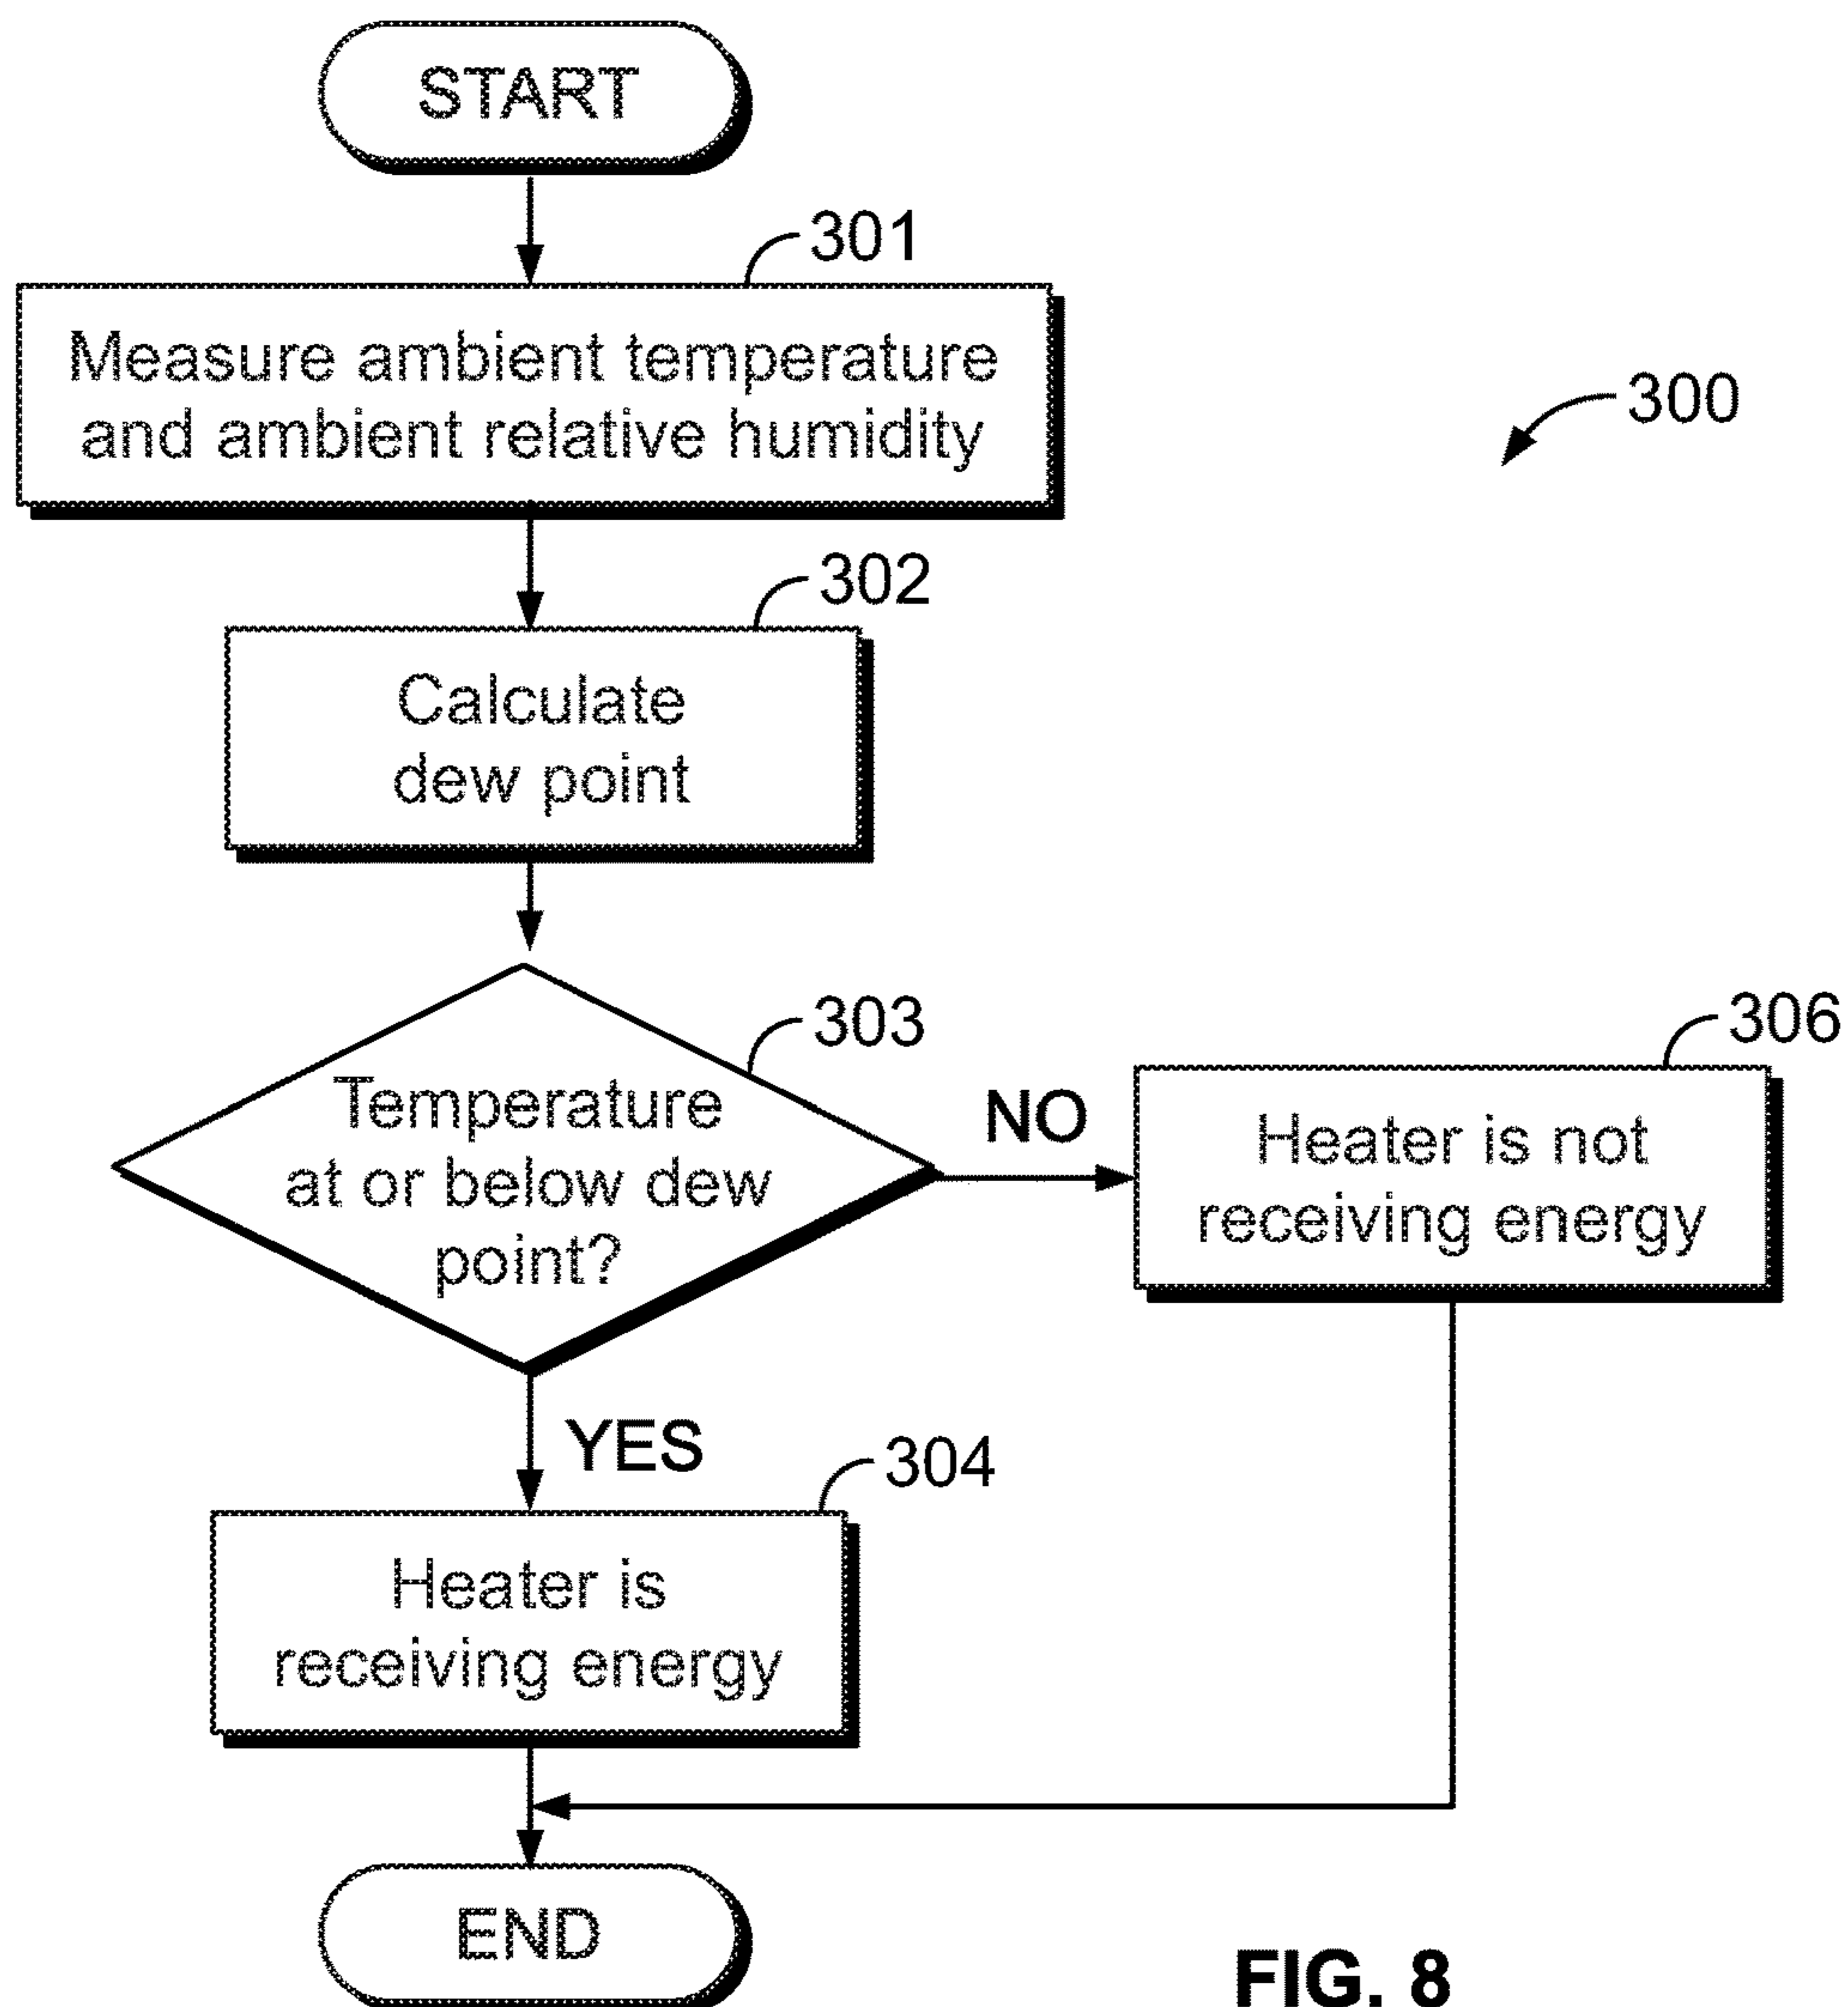 START
301
Measure ambient temperature
and ambient relative humidity
300
302
Calculate
dew point
303
Temperature
at or below dew
point?
NO
306
Heater is not
receiving energy
YES
304
Heater is
receiving energy
END
FIG. 8